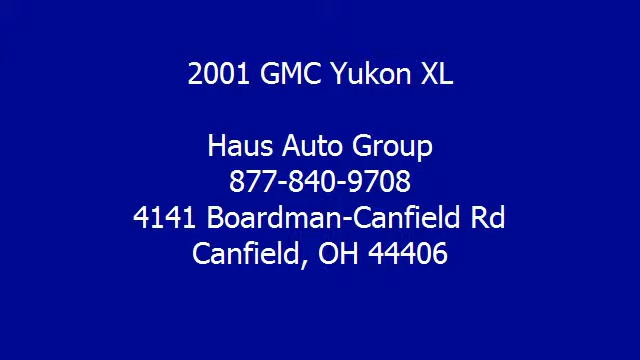 2001 GMC Yukon XL
Haus Auto Group
877-840-9708
4141 Boardman-Canfield Rd
Canfield, OH 44406